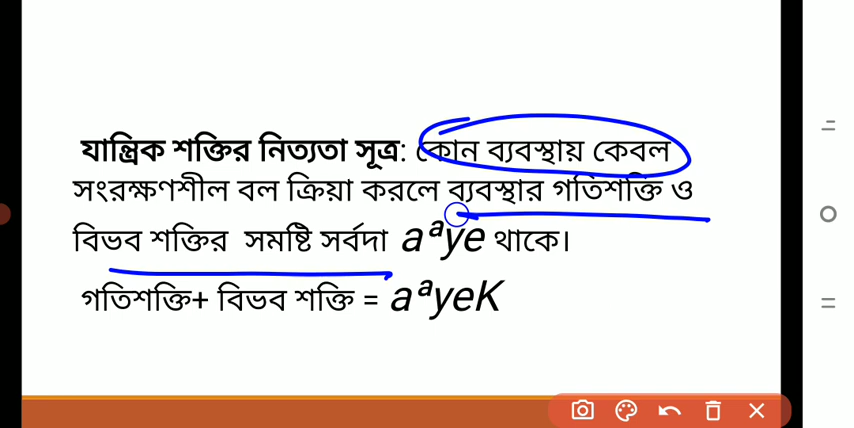 যান্ত্রিক শক্তির নিত্যতা সূত্র: কোন ব্যবস্থায় কেবল
সংরক্ষণশীল বল ক্রিয়া করলে ব্যবস্থার গতিশক্তি ও
বিভব শক্তির সমষ্টি সর্বদা aªye থাকে।
গতিশক্তি+ বিভব শক্তি = aªyeK